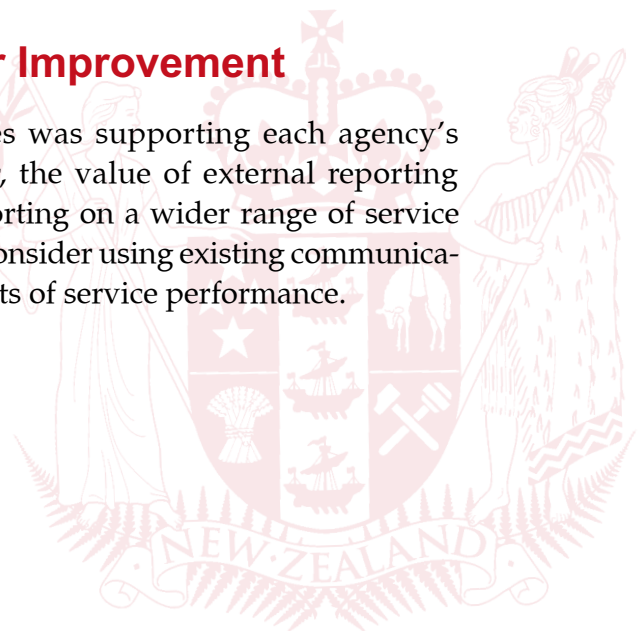 r Improvement
es was supporting each agency’s
, the value of external reporting
orting on a wider range of service
onsider using existing communica-
ts of service performance.
NEW·ZEALAND